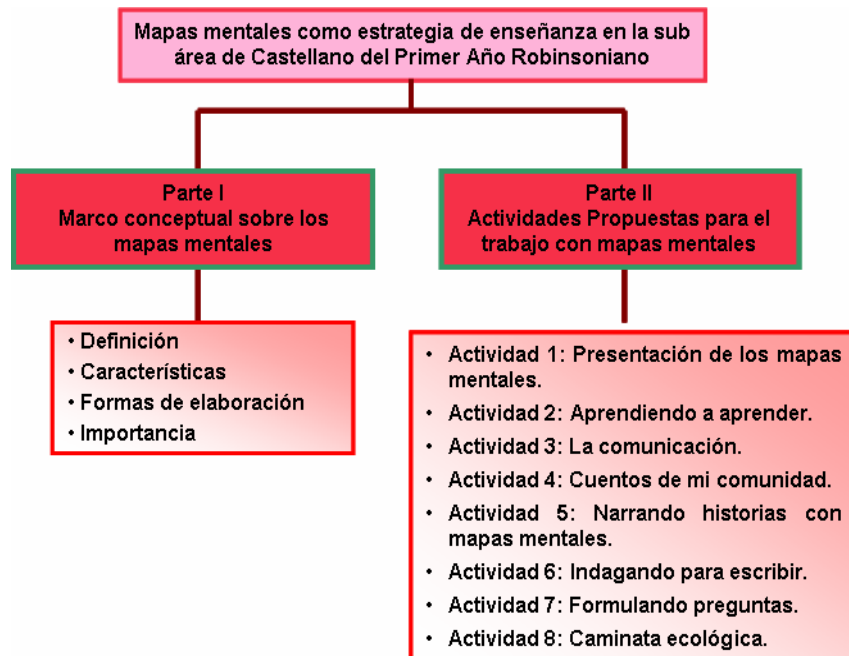 Mapas mentales como estrategia de enseñanza en la sub
área de Castellano del Primer Año Robinsoniano
Parte I
Marco conceptual sobre los
mapas mentales
Parte II
Actividades Propuestas para el
trabajo con mapas mentales
• Definición
• Características
• Formas de elaboración
• Importancia
• Actividad 1: Presentación de los mapas
mentales.
• Actividad 2: Aprendiendo a aprender.
• Actividad 3: La comunicación.
• Actividad 4: Cuentos de mi comunidad.
• Actividad 5: Narrando historias con
mapas mentales.
• Actividad 6: Indagando para escribir.
• Actividad 7: Formulando preguntas.
• Actividad 8: Caminata ecológica.